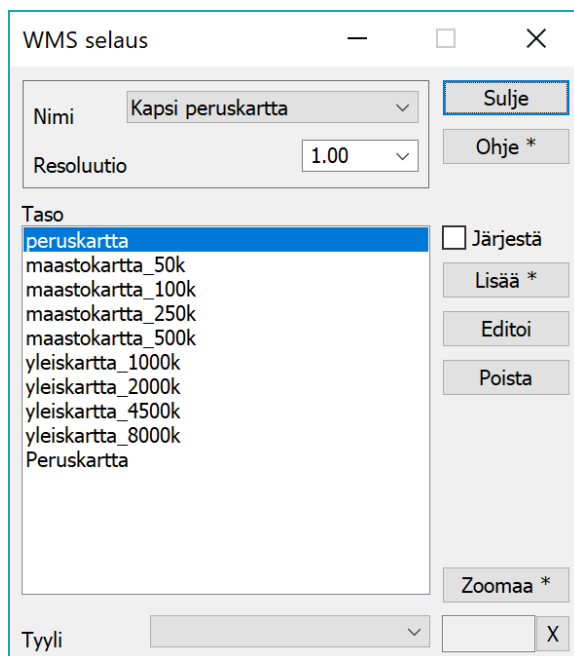 WMS selaus
Nimi Kapsi peruskartta
Sulje
Resoluutio 1.00
Ohje *
Taso
peruskartta
Järjestä
maastokartta_50k
maastokartta_100k
Lisää *
maastokartta_250k
maastokartta_500k
Editoi
yleiskartta_1000k
yleiskartta_2000k
Poista
yleiskartta_4500k
yleiskartta_8000k
Peruskartta
Zoomaa *
Tyyli
X